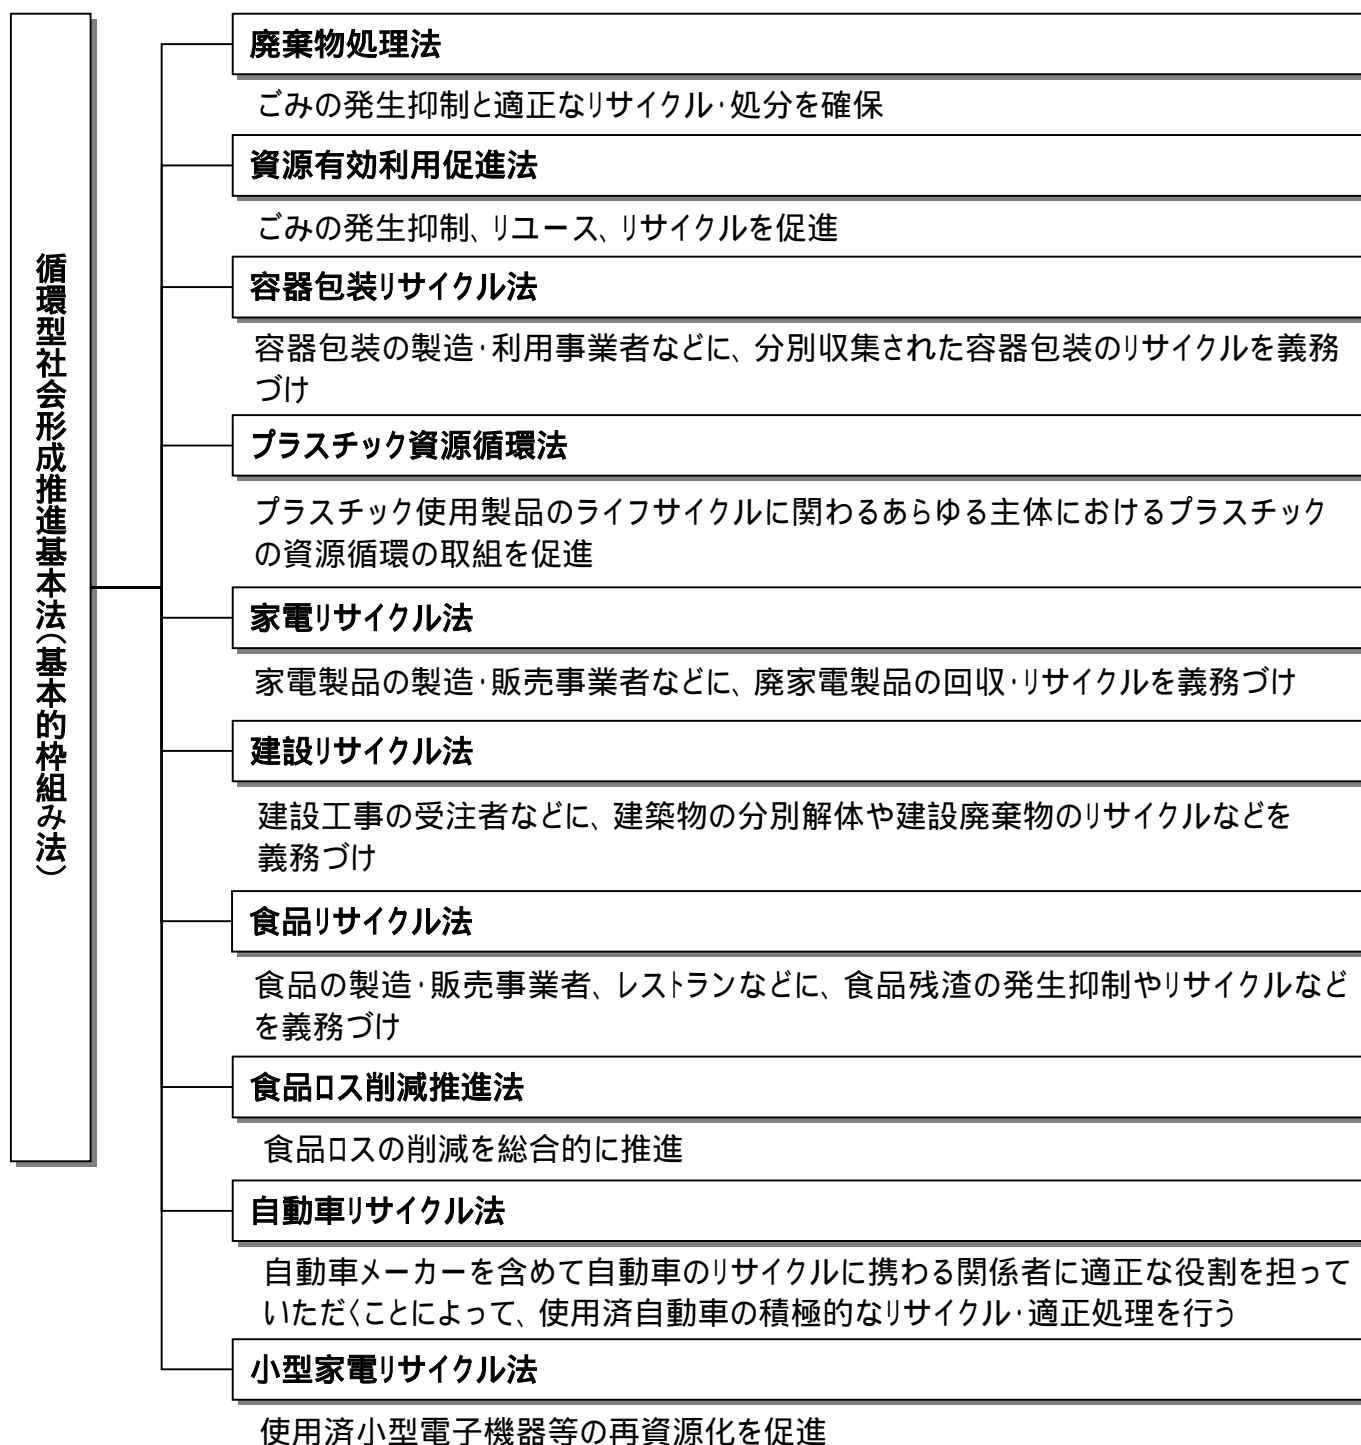 循環型社会形成推進基本法(基本的枠組み法)
廃棄物処理法
ごみの発生抑制と適正なリサイクル・処分を確保
資源有効利用促進法
ごみの発生抑制、リユース、リサイクルを促進
容器包装リサイクル法
容器包装の製造・利用事業者などに、分別収集された容器包装のリサイクルを義務
づけ
プラスチック資源循環法
プラスチック使用製品のライフサイクルに関わるあらゆる主体におけるプラスチック
の資源循環の取組を促進
家電リサイクル法
家電製品の製造・販売事業者などに、廃家電製品の回収・リサイクルを義務づけ
建設リサイクル法
建設工事の受注者などに、建築物の分別解体や建設廃棄物のリサイクルなどを
義務づけ
食品リサイクル法
食品の製造・販売事業者、レストランなどに、食品残渣の発生抑制やリサイクルなど
を義務づけ
食品ロス削減推進法
食品ロスの削減を総合的に推進
自動車リサイクル法
自動車メーカーを含めて自動車のリサイクルに携わる関係者に適正な役割を担って
いただくことによって、使用済自動車の積極的なリサイクル・適正処理を行う
小型家電リサイクル法
使用済小型電子機器等の再資源化を促進